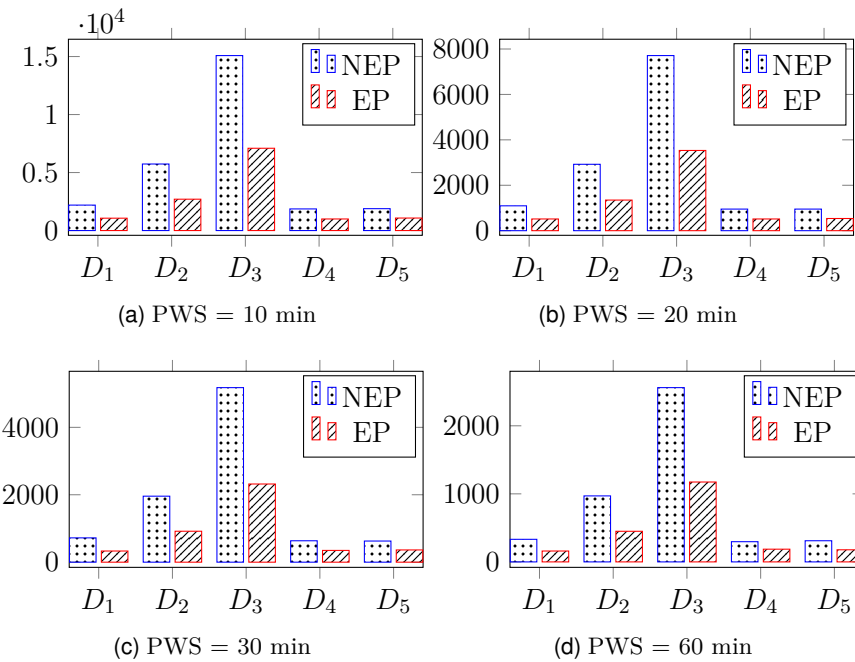 ·10⁴
1.5
1
0.5
0
NEP
EP
D₁ D₂ D₃ D₄ D₅
(a) PWS = 10 min
8000
6000
4000
2000
0
NEP
EP
D₁ D₂ D₃ D₄ D₅
(b) PWS = 20 min
4000
2000
0
NEP
EP
D₁ D₂ D₃ D₄ D₅
(c) PWS = 30 min
2000
1000
0
NEP
EP
D₁ D₂ D₃ D₄ D₅
(d) PWS = 60 min